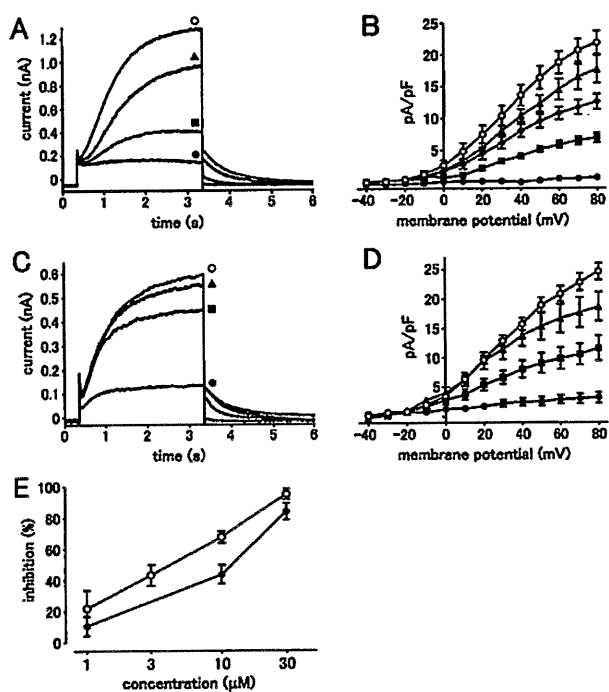 A
current (nA)
1.2
1.0
0.8
0.6
0.4
0.2
0
0 1 2 3 4 5 6
time (s)
B
pA/pF
25
20
15
10
5
0
-40 -20 0 20 40 60 80
membrane potential (mV)
C
current (nA)
0.6
0.5
0.4
0.3
0.2
0.1
0
0 1 2 3 4 5 6
time (s)
D
pA/pF
25
20
15
10
5
0
-40 -20 0 20 40 60 80
membrane potential (mV)
E
inhibition (%)
100
80
60
40
20
0
1 3 10 30
concentration (μM)